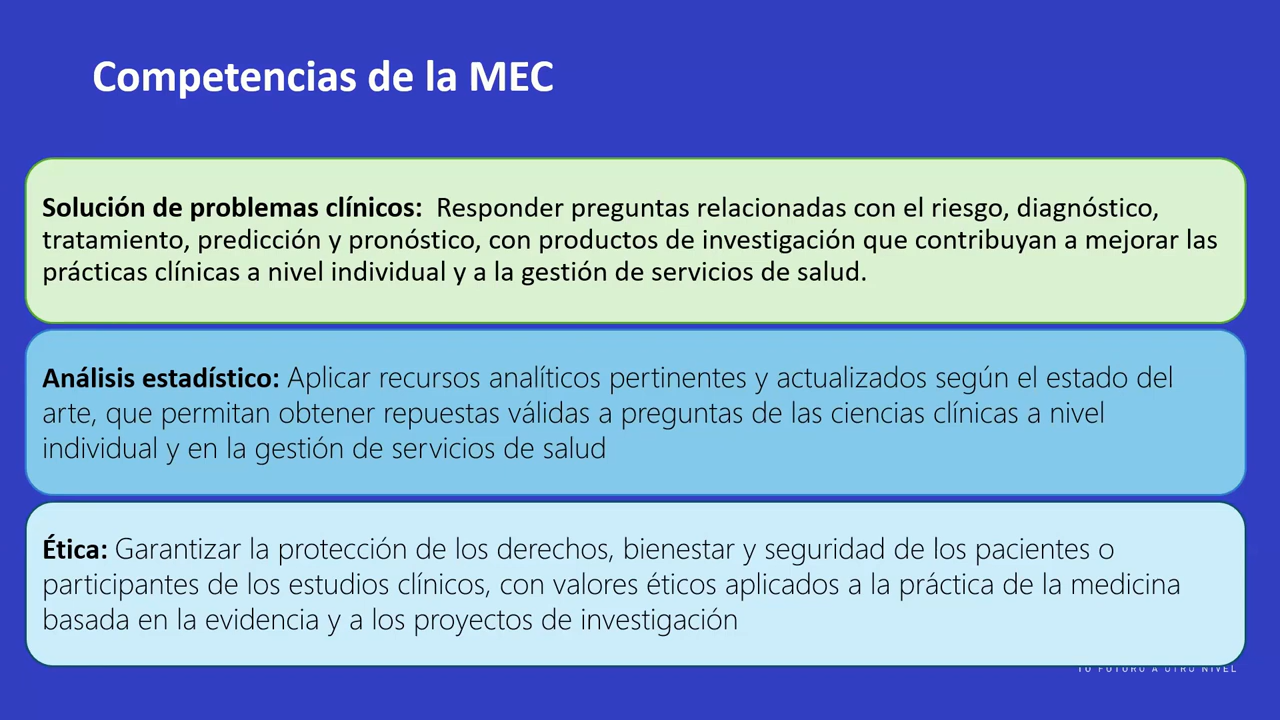 Competencias de la MEC
Solución de problemas clínicos: Responder preguntas relacionadas con el riesgo, diagnóstico,
tratamiento, predicción y pronóstico, con productos de investigación que contribuyan a mejorar las
prácticas clínicas a nivel individual y a la gestión de servicios de salud.
Análisis estadístico: Aplicar recursos analíticos pertinentes y actualizados según el estado del
arte, que permitan obtener repuestas válidas a preguntas de las ciencias clínicas a nivel
individual y en la gestión de servicios de salud
Ética: Garantizar la protección de los derechos, bienestar y seguridad de los pacientes o
participantes de los estudios clínicos, con valores éticos aplicados a la práctica de la medicina
basada en la evidencia y a los proyectos de investigación
TU FUTURO A OTRO NIVEL